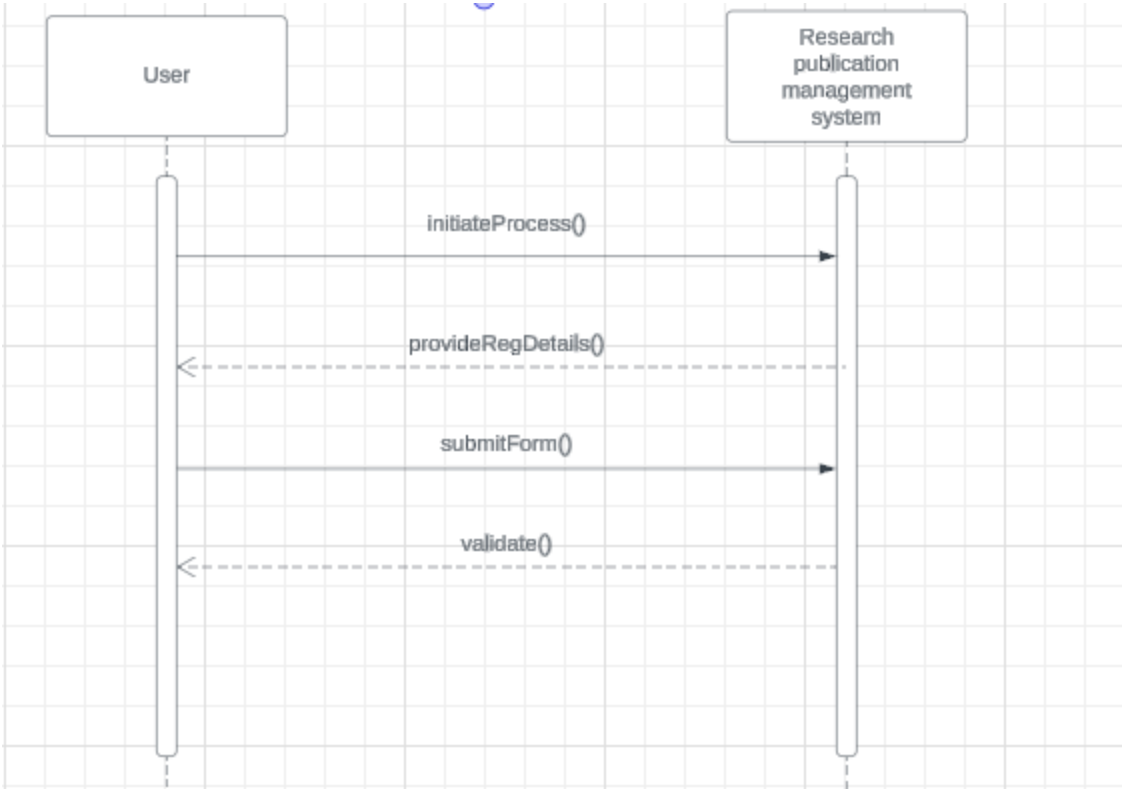 User
Research
publication
management
system
initiateProcess()
provideRegDetails()
submitForm()
validate()